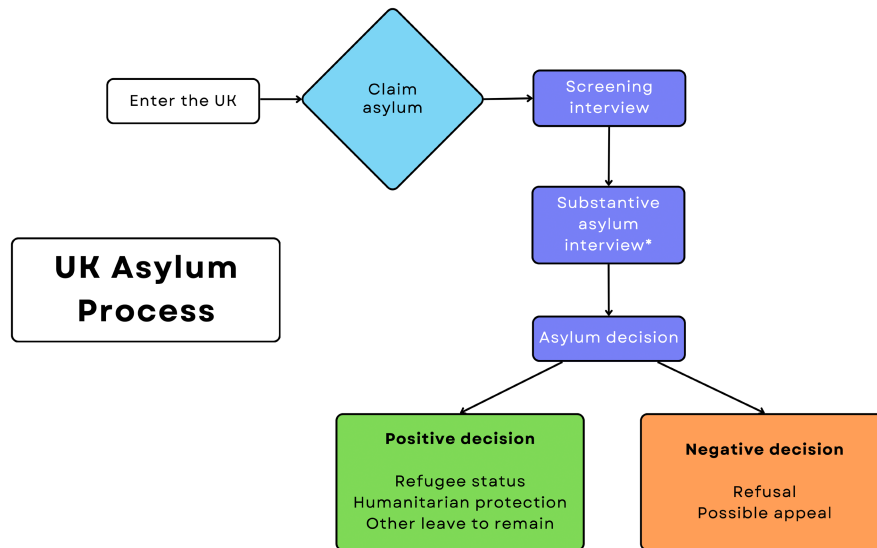 Enter the UK
Claim
asylum
Screening
interview
Substantive
asylum
interview*
UK Asylum
Process
Asylum decision
Positive decision
Refugee status
Humanitarian protection
Other leave to remain
Negative decision
Refusal
Possible appeal